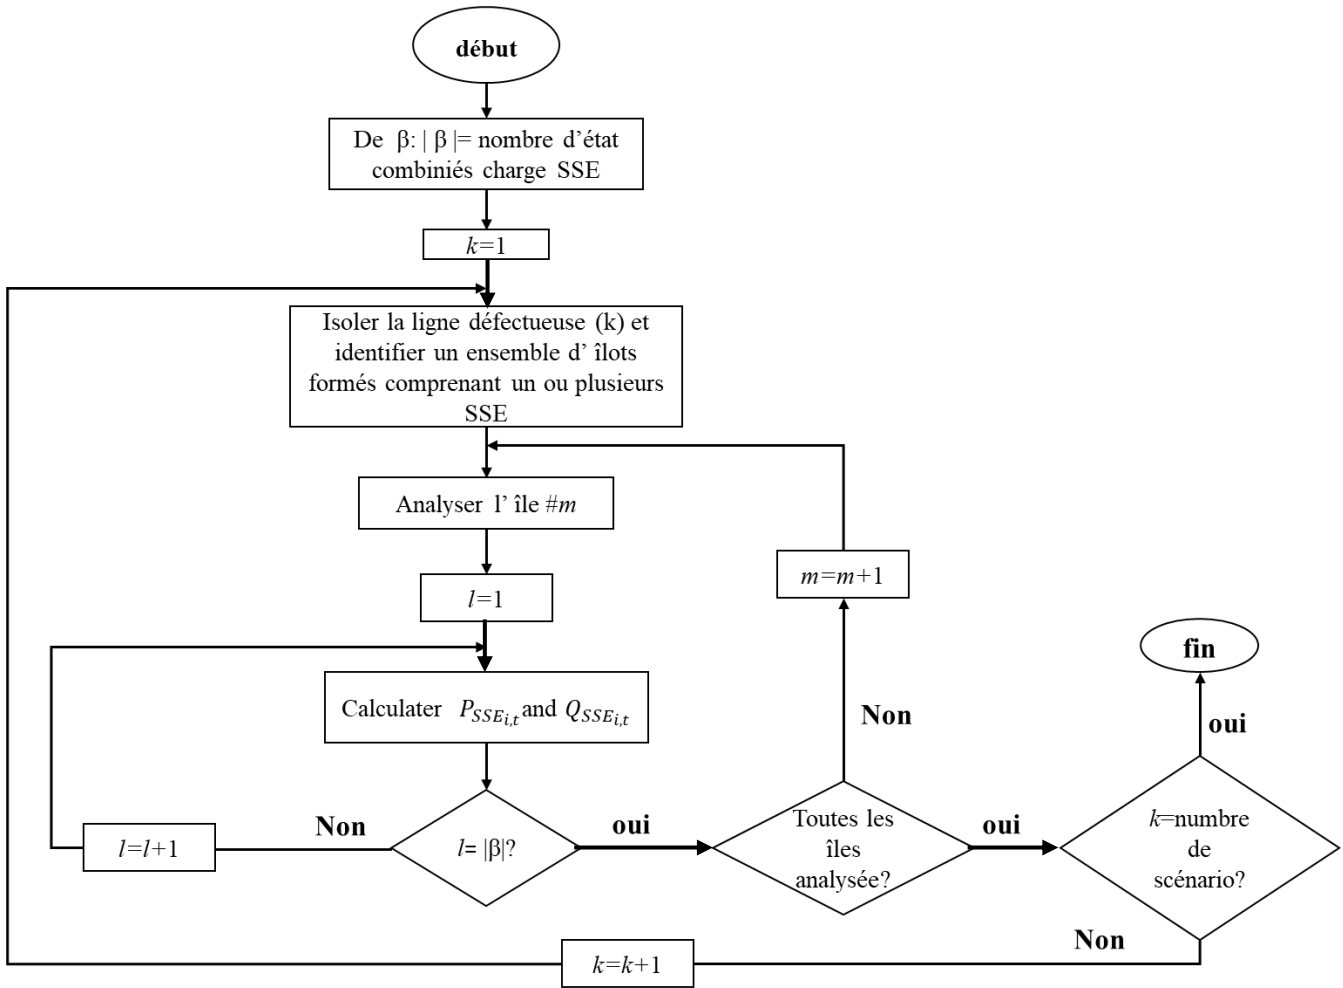 début
De β: | β |= nombre d’état
combiniés charge SSE
k=1
Isoler la ligne défectueuse (k) et
identifier un ensemble d’ îlots
formés comprenant un ou plusieurs
SSE
Analyser l’ île #m
l=1
m=m+1
fin
Calculater P_{SSE_{i,t}} and Q_{SSE_{i,t}}
Non
oui
Non
l=l+1
l= |β|?
oui
Toutes les
îles
analysée?
oui
k=numbre
de
scénario?
Non
k=k+1